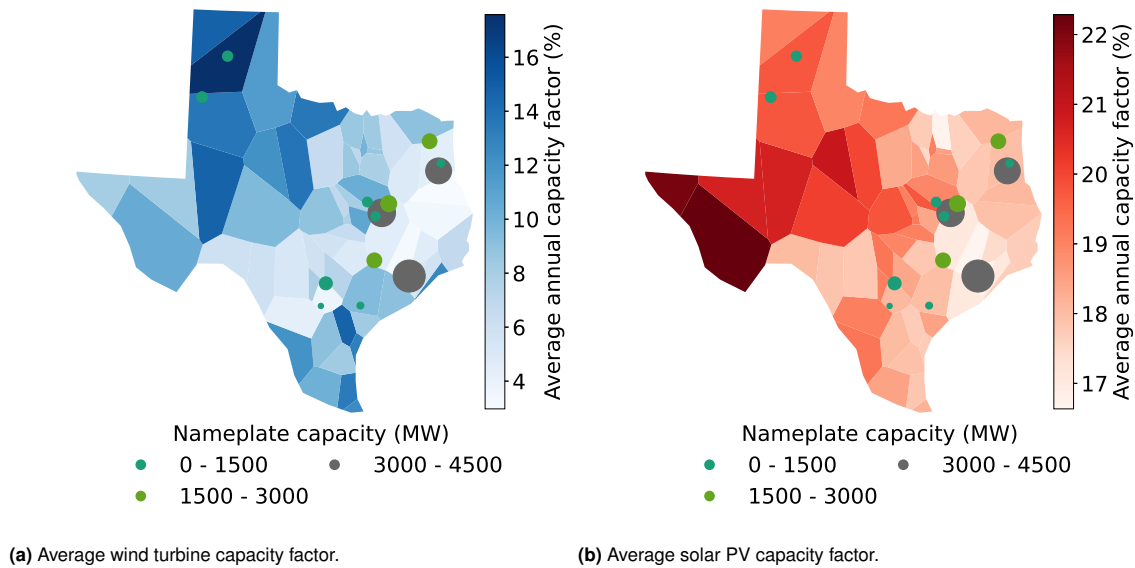 16
14
12
10
8
6
4
Average annual capacity factor (%)
Nameplate capacity (MW)
0 - 1500
3000 - 4500
1500 - 3000
(a) Average wind turbine capacity factor.
22
21
20
19
18
17
Average annual capacity factor (%)
Nameplate capacity (MW)
0 - 1500
3000 - 4500
1500 - 3000
(b) Average solar PV capacity factor.